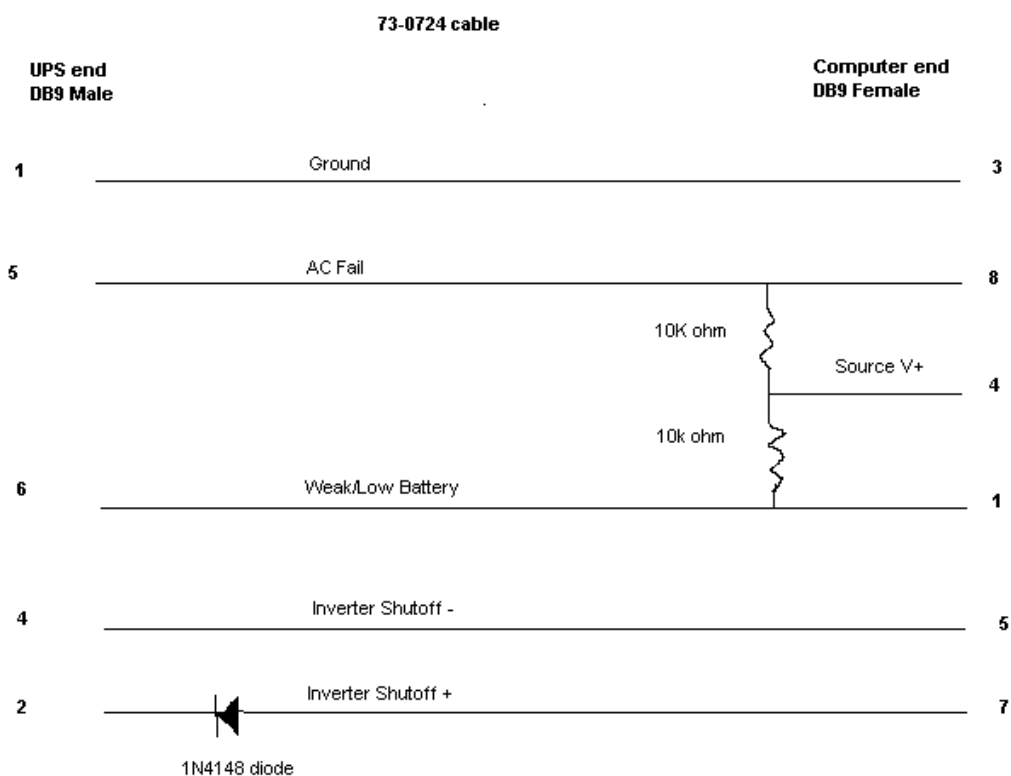 73-0724 cable
UPS end
DB9 Male
Computer end
DB9 Female
1
Ground
3
5
AC Fail
8
10K ohm
Source V+
4
10k ohm
6
Weak/Low Battery
1
4
Inverter Shutoff -
5
2
Inverter Shutoff +
7
1N4148 diode